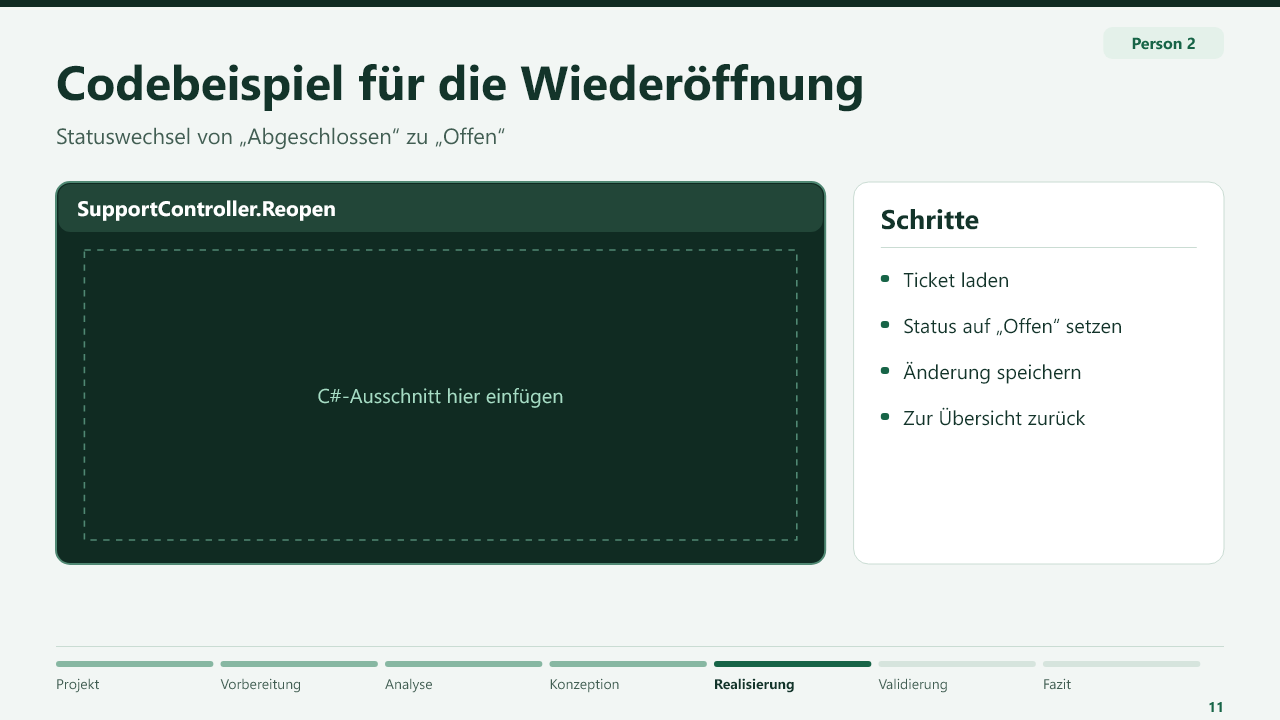 Person 2
Codebeispiel für die Wiederöffnung
Statuswechsel von „Abgeschlossen“ zu „Offen“
SupportController.Reopen
C#-Ausschnitt hier einfügen
Schritte
Ticket laden
Status auf „Offen“ setzen
Änderung speichern
Zur Übersicht zurück
Projekt
Vorbereitung
Analyse
Konzeption
Realisierung
Validierung
Fazit
11